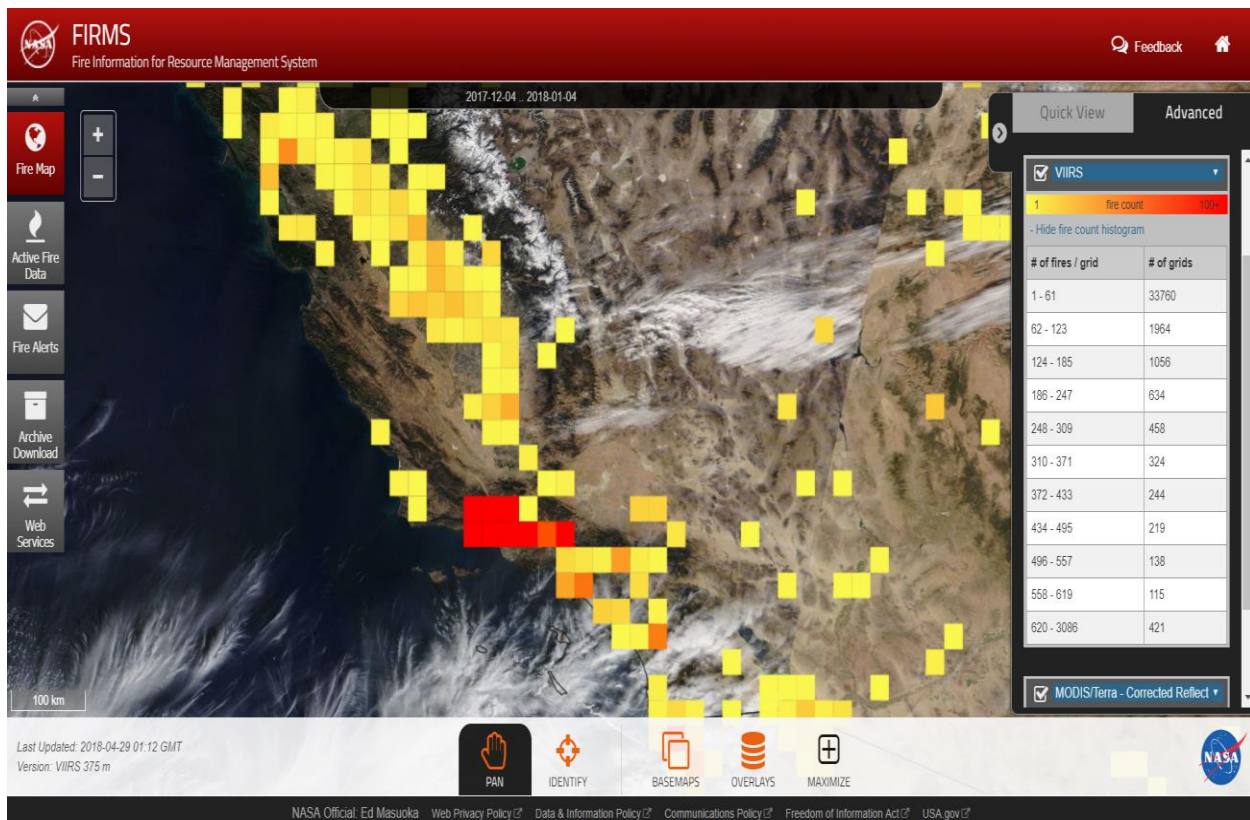 NASA
FIRMS
Fire Information for Resource Management System
Feedback
2017-12-04 .. 2018-01-04
+
-
Fire Map
Active Fire
Data
Fire Alerts
Archive
Download
Web
Services
100 km
Quick View
Advanced
VIIRS
1 fire count 100+
- Hide fire count histogram
# of fires / grid # of grids
1 - 61 33760
62 - 123 1964
124 - 185 1056
186 - 247 634
248 - 309 458
310 - 371 324
372 - 433 244
434 - 495 219
496 - 557 138
558 - 619 115
620 - 3086 421
MODIS/Terra - Corrected Reflect
Last Updated: 2018-04-29 01:12 GMT
Version: VIIRS 375 m
PAN
IDENTIFY
BASEMAPS
OVERLAYS
MAXIMIZE
NASA
NASA Official: Ed Masuoka Web Privacy Policy Data & Information Policy Communications Policy Freedom of Information Act USA.gov